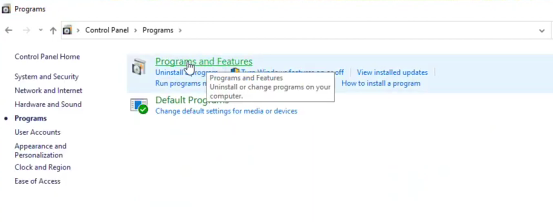 Programs
Control Panel > Programs >
Control Panel Home
System and Security
Network and Internet
Hardware and Sound
Programs
User Accounts
Appearance and
Personalization
Clock and Region
Ease of Access
Programs and Features
Uninstall a program
Turn Windows features on or off
View installed updates
Run programs m
How to install a program
Programs and Features
Uninstall or change programs on your
computer.
Default Programs
Change default settings for media or devices